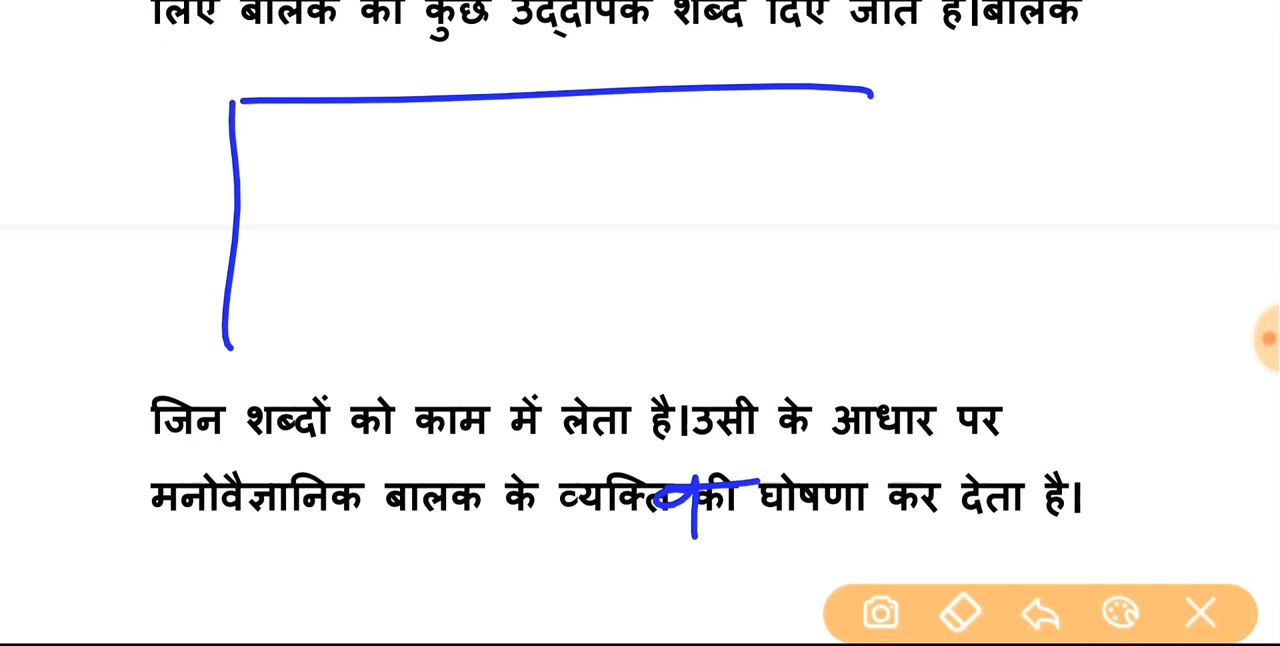 लिए बालक को कुछ उद्दीपक शब्द दिए जाते है।बालक
जिन शब्दों को काम में लेता है।उसी के आधार पर
मनोवैज्ञानिक बालक के व्यक्ति की घोषणा कर देता है।